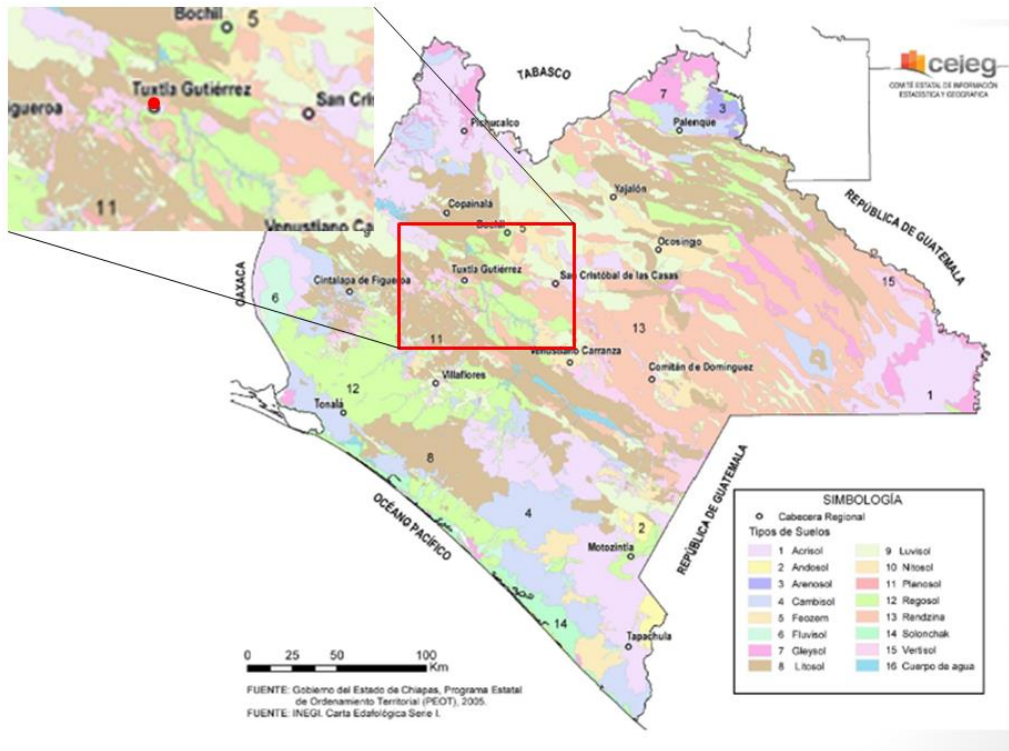 Bochil
5
Tuxtla Gutiérrez
San Cris
igueroa
11
Venustiano Ca
ceieg
COMITÉ ESTATAL DE INFORMACIÓN
ESTADÍSTICA Y GEOGRÁFICA
TABASCO
7
3
Pichucalco
Palenque
Yajalón
Copainalá
Bochil
5
Ocosingo
REPÚBLICA DE GUATEMALA
Tuxtla Gutiérrez
San Cristóbal de las Casas
Cintalapa de Figueroa
OAXACA
6
15
13
11
Venustiano Carranza
Comitán de Domínguez
Villaflores
12
1
Tonalá
8
OCÉANO PACÍFICO
4
2
Motozintla
REPÚBLICA DE GUATEMALA
14
Tapachula
SIMBOLOGÍA
Cabecera Regional
Tipos de Suelos
1 Acrisol
2 Andosol
3 Arenosol
4 Cambisol
5 Feozem
6 Fluvisol
7 Gleysol
8 Litosol
9 Luvisol
10 Nitosol
11 Planosol
12 Regosol
13 Rendzina
14 Solonchak
15 Vertisol
16 Cuerpo de agua
0 25 50 100
Km
FUENTE: Gobierno del Estado de Chiapas, Programa Estatal
de Ordenamiento Territorial (PEOT), 2005.
FUENTE: INEGI. Carta Edafológica Serie I.